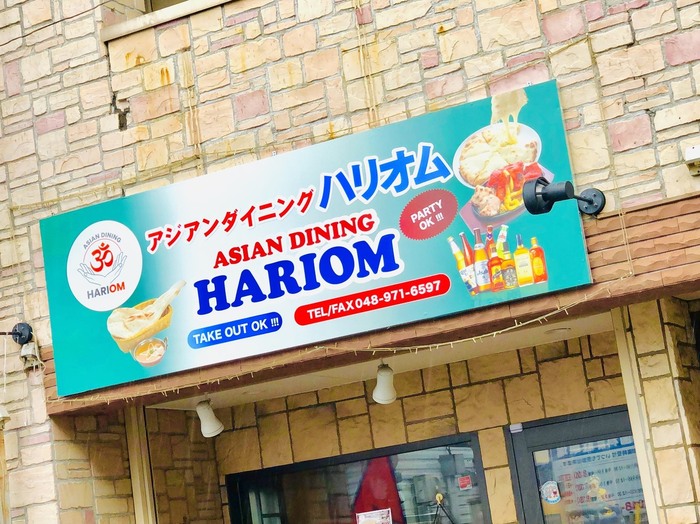 アジアンダイニング ハリオム
ASIAN DINING
HARIOM
ASIAN DINING
ॐ
HARIOM
PARTY
OK !!!
TAKE OUT OK !!!
TEL/FAX 048-971-6597